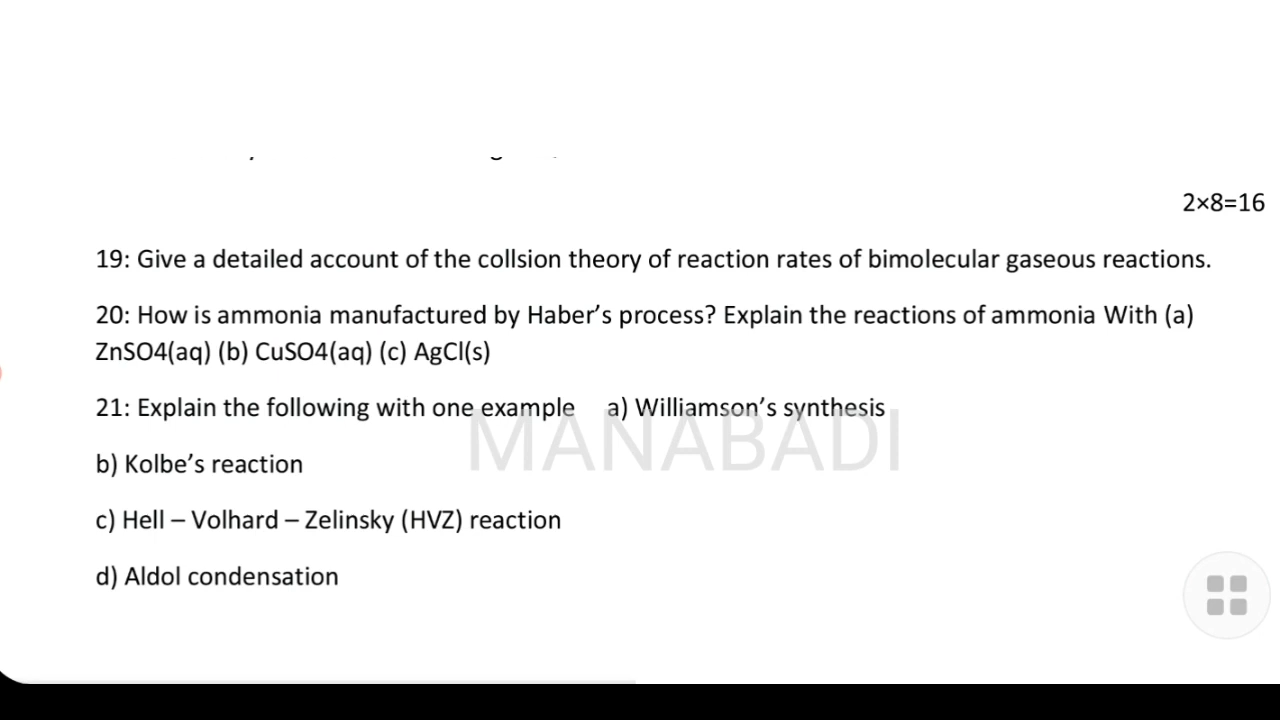 2×8=16
19: Give a detailed account of the collsion theory of reaction rates of bimolecular gaseous reactions.
20: How is ammonia manufactured by Haber’s process? Explain the reactions of ammonia With (a)
ZnSO4(aq) (b) CuSO4(aq) (c) AgCl(s)
21: Explain the following with one example a) Williamson’s synthesis
MANABADI
b) Kolbe’s reaction
c) Hell – Volhard – Zelinsky (HVZ) reaction
d) Aldol condensation